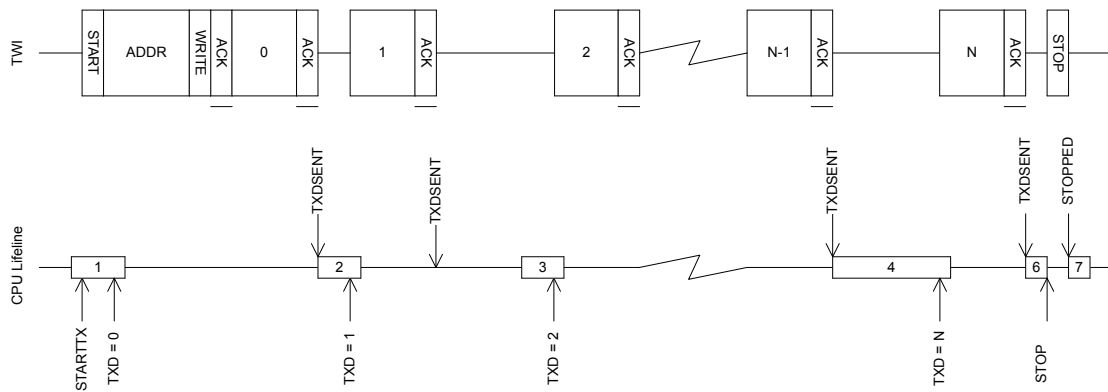 TWI
START
ADDR
WRITE
ACK
0
ACK
1
ACK
2
ACK
N-1
ACK
N
ACK
STOP
CPU Lifeline
TXDSENT
TXDSENT
TXDSENT
TXDSENT
STOPPED
1
2
3
4
6
7
STARTTX
TXD = 0
TXD = 1
TXD = 2
TXD = N
STOP